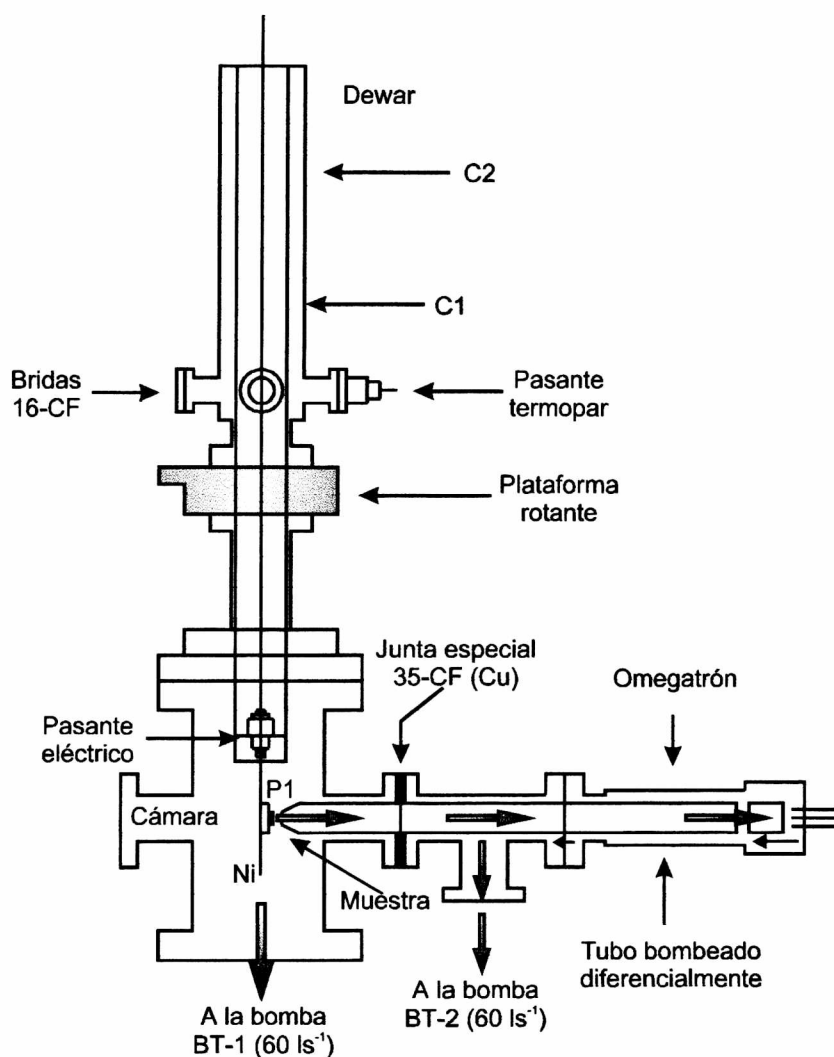 Dewar
C2
C1
Bridas
16-CF
Pasante
termopar
Plataforma
rotante
Junta especial
35-CF (Cu)
Omegatrón
Pasante
eléctrico
P1
Cámara
Ni
Muestra
Tubo bombeado
diferencialmente
A la bomba
BT-1 (60 ls⁻¹)
A la bomba
BT-2 (60 ls⁻¹)